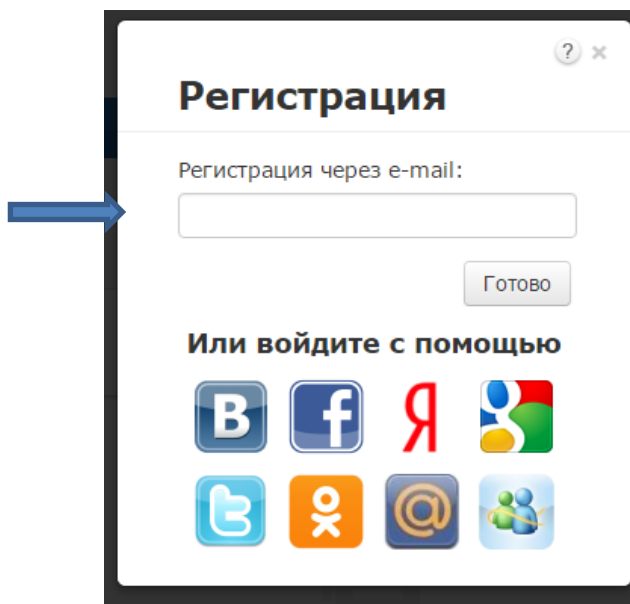 ?
Регистрация
Регистрация через e-mail:
Готово
Или войдите с помощью